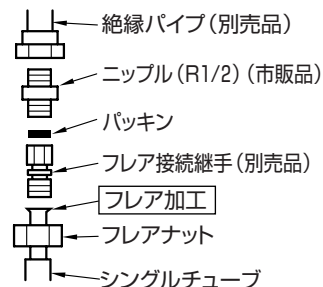 絶縁パイプ(別売品)
ニップル(R1/2)(市販品)
パッキン
フレア接続継手(別売品)
フレア加工
フレアナット
シングルチューブ